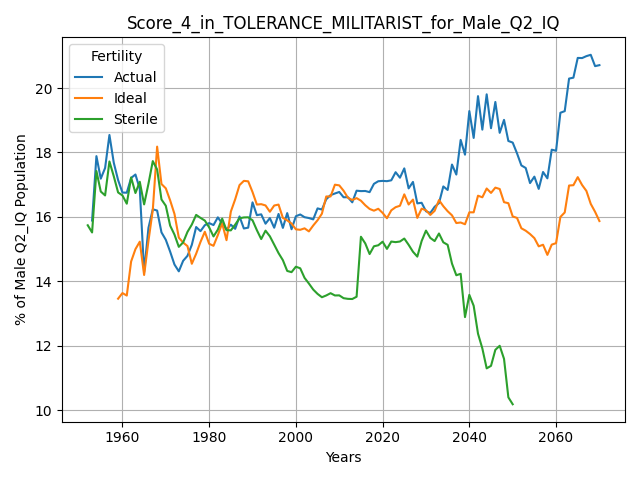 Score_4_in_TOLERANCE_MILITARIST_for_Male_Q2_IQ
Fertility
Actual
Ideal
Sterile
% of Male Q2_IQ Population
20
18
16
14
12
10
1960
1980
2000
2020
2040
2060
Years